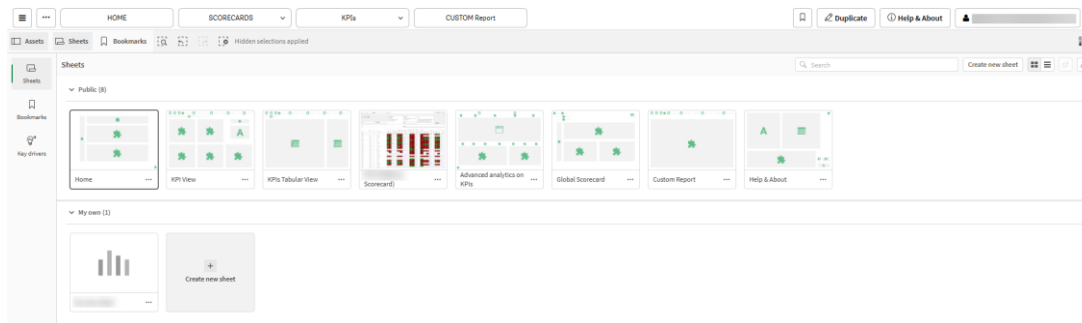 HOME
SCORECARDS
KPIs
CUSTOM Report
Duplicate
Help & About
Assets
Sheets
Bookmarks
Hidden selections applied
Sheets
Bookmarks
Key drivers
Sheets
Search
Create new sheet
Public (8)
Home
KPI View
KPIs Tabular View
Scorecard)
Advanced analytics on
KPIs
Global Scorecard
Custom Report
A
A
Help & About
My own (1)
Create new sheet